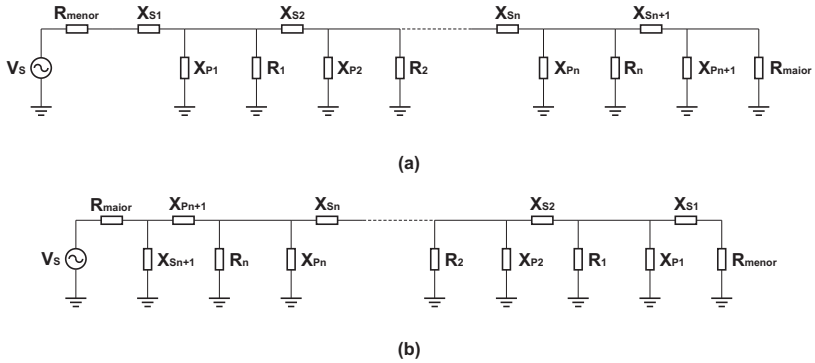 Rmenor XS1 XS2 XSn XSn+1
VS XP1 R1 XP2 R2 XPn Rn XPn+1 Rmaior
(a)
Rmaior XPn+1 XSn XS2 XS1
VS XSn+1 Rn XPn R2 XP2 R1 XP1 Rmenor
(b)